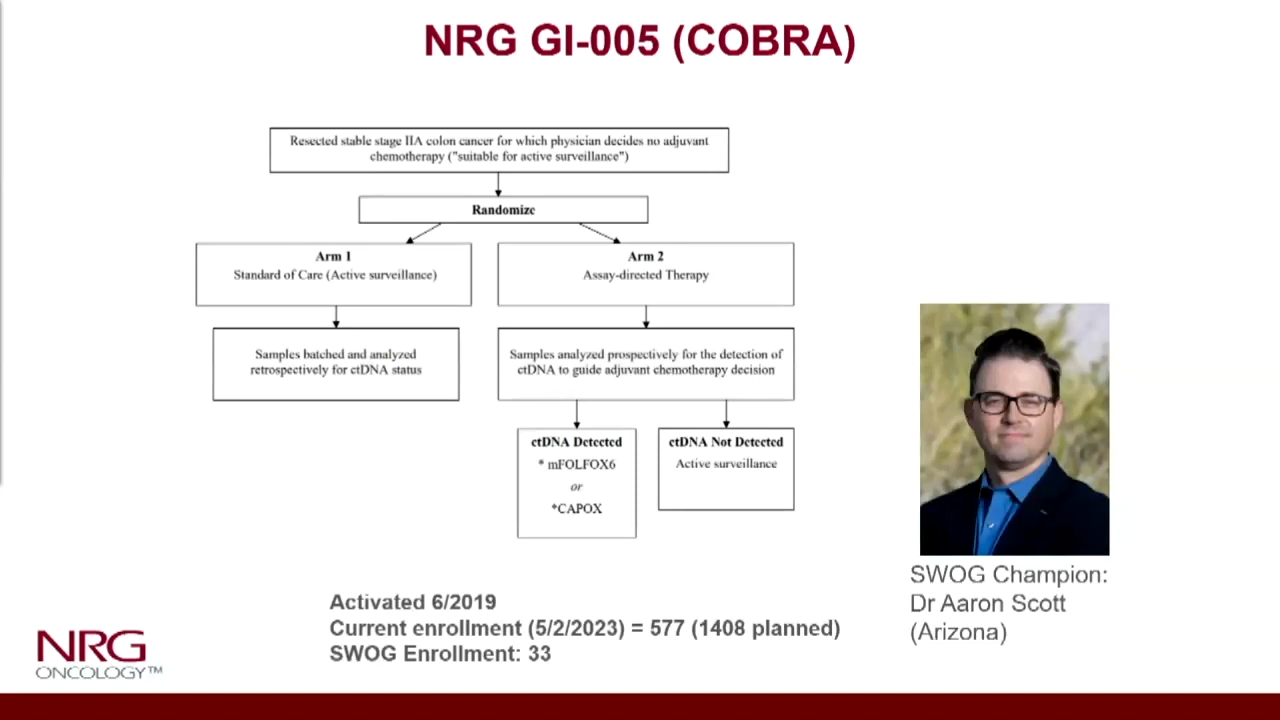 NRG GI-005 (COBRA)
Resected stable stage IIA colon cancer for which physician decides no adjuvant
chemotherapy ("suitable for active surveillance")
Randomize
Arm 1
Standard of Care (Active surveillance)
Arm 2
Assay-directed Therapy
Samples batched and analyzed
retrospectively for ctDNA status
Samples analyzed prospectively for the detection of
ctDNA to guide adjuvant chemotherapy decision
ctDNA Detected
* mFOLFOX6
or
*CAPOX
ctDNA Not Detected
Active surveillance
SWOG Champion:
Dr Aaron Scott
(Arizona)
Activated 6/2019
Current enrollment (5/2/2023) = 577 (1408 planned)
SWOG Enrollment: 33
NRG
ONCOLOGY™